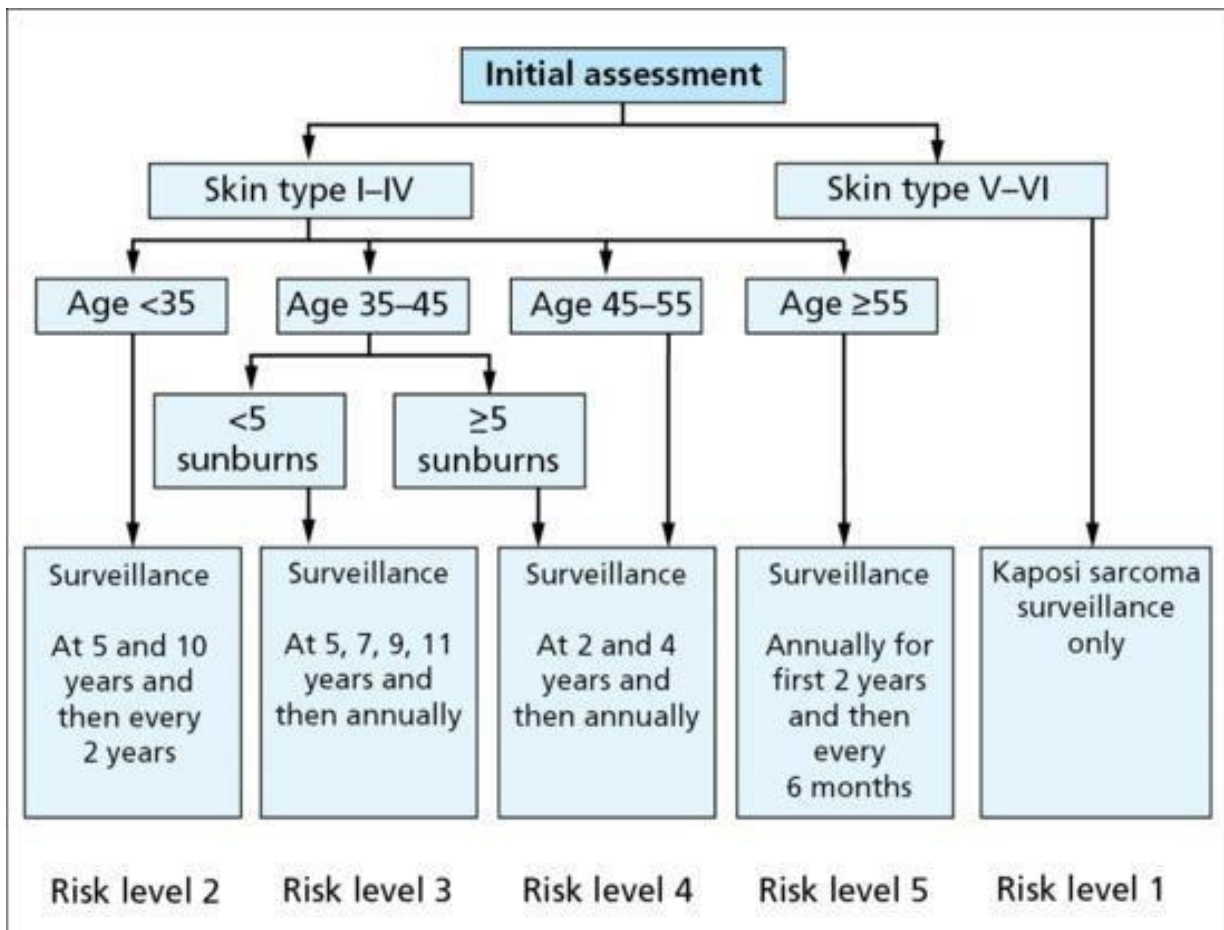 Initial assessment
Skin type I–IV
Skin type V–VI
Age <35
Age 35–45
Age 45–55
Age ≥55
<5
sunburns
≥5
sunburns
Surveillance
At 5 and 10
years and
then every
2 years
Surveillance
At 5, 7, 9, 11
years and
then annually
Surveillance
At 2 and 4
years and
then annually
Surveillance
Annually for
first 2 years
and then
every
6 months
Kaposi sarcoma
surveillance
only
Risk level 2
Risk level 3
Risk level 4
Risk level 5
Risk level 1